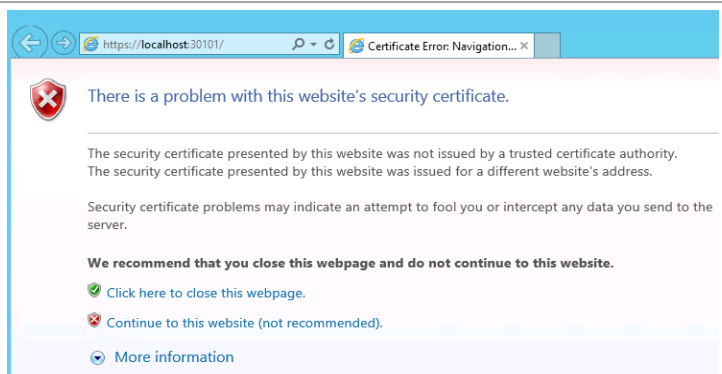 https://localhost:30101/
Certificate Error: Navigation...
There is a problem with this website's security certificate.
The security certificate presented by this website was not issued by a trusted certificate authority.
The security certificate presented by this website was issued for a different website's address.
Security certificate problems may indicate an attempt to fool you or intercept any data you send to the
server.
We recommend that you close this webpage and do not continue to this website.
Click here to close this webpage.
Continue to this website (not recommended).
More information